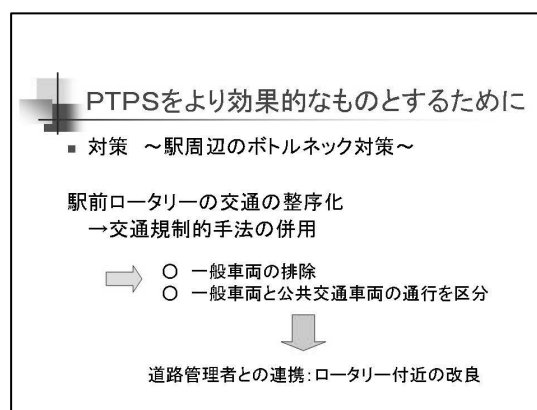 PTPSをより効果的なものとするために
■ 対策 ～駅周辺のボトルネック対策～
駅前ロータリーの交通の整序化
→交通規制的手法の併用
○ 一般車両の排除
○ 一般車両と公共交通車両の通行を区分
道路管理者との連携:ロータリー付近の改良